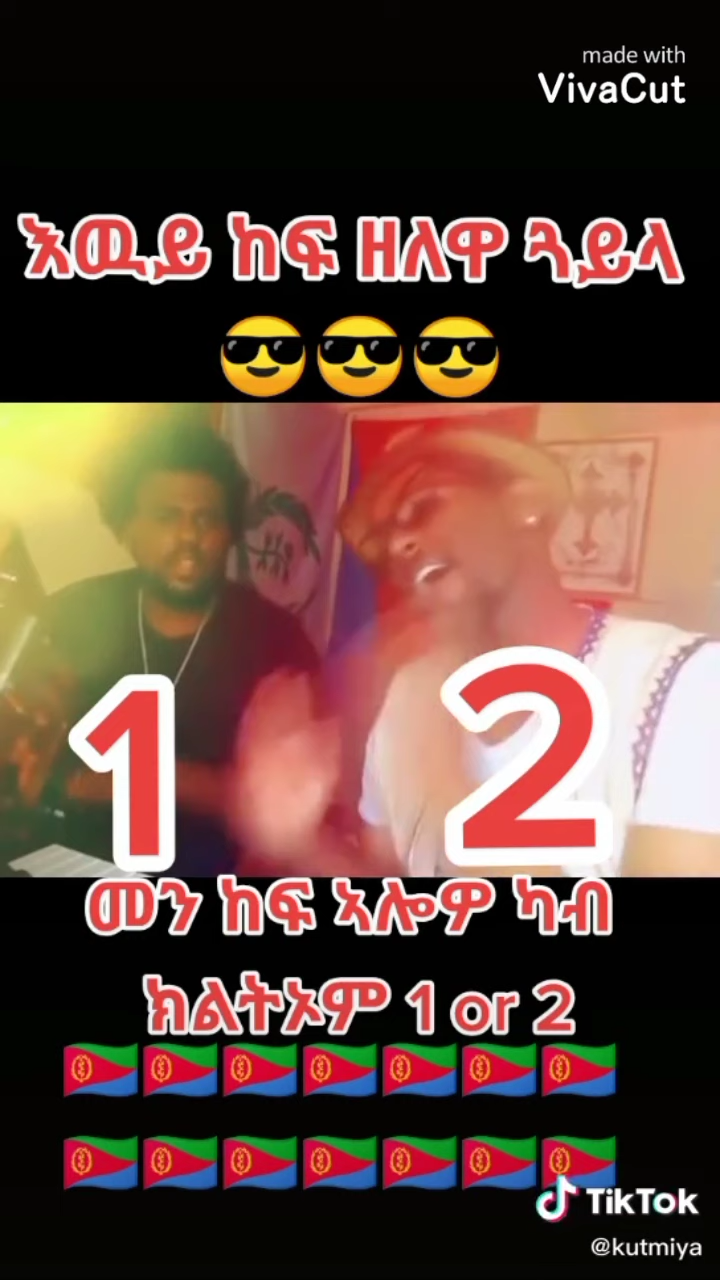 made with
VivaCut
እዉይ ከፍ ዘለዋ ጓይላ
1 2
መን ከፍ ኣሎዎ ካብ
ክልትኦም 1 or 2
TikTok
@kutmiya